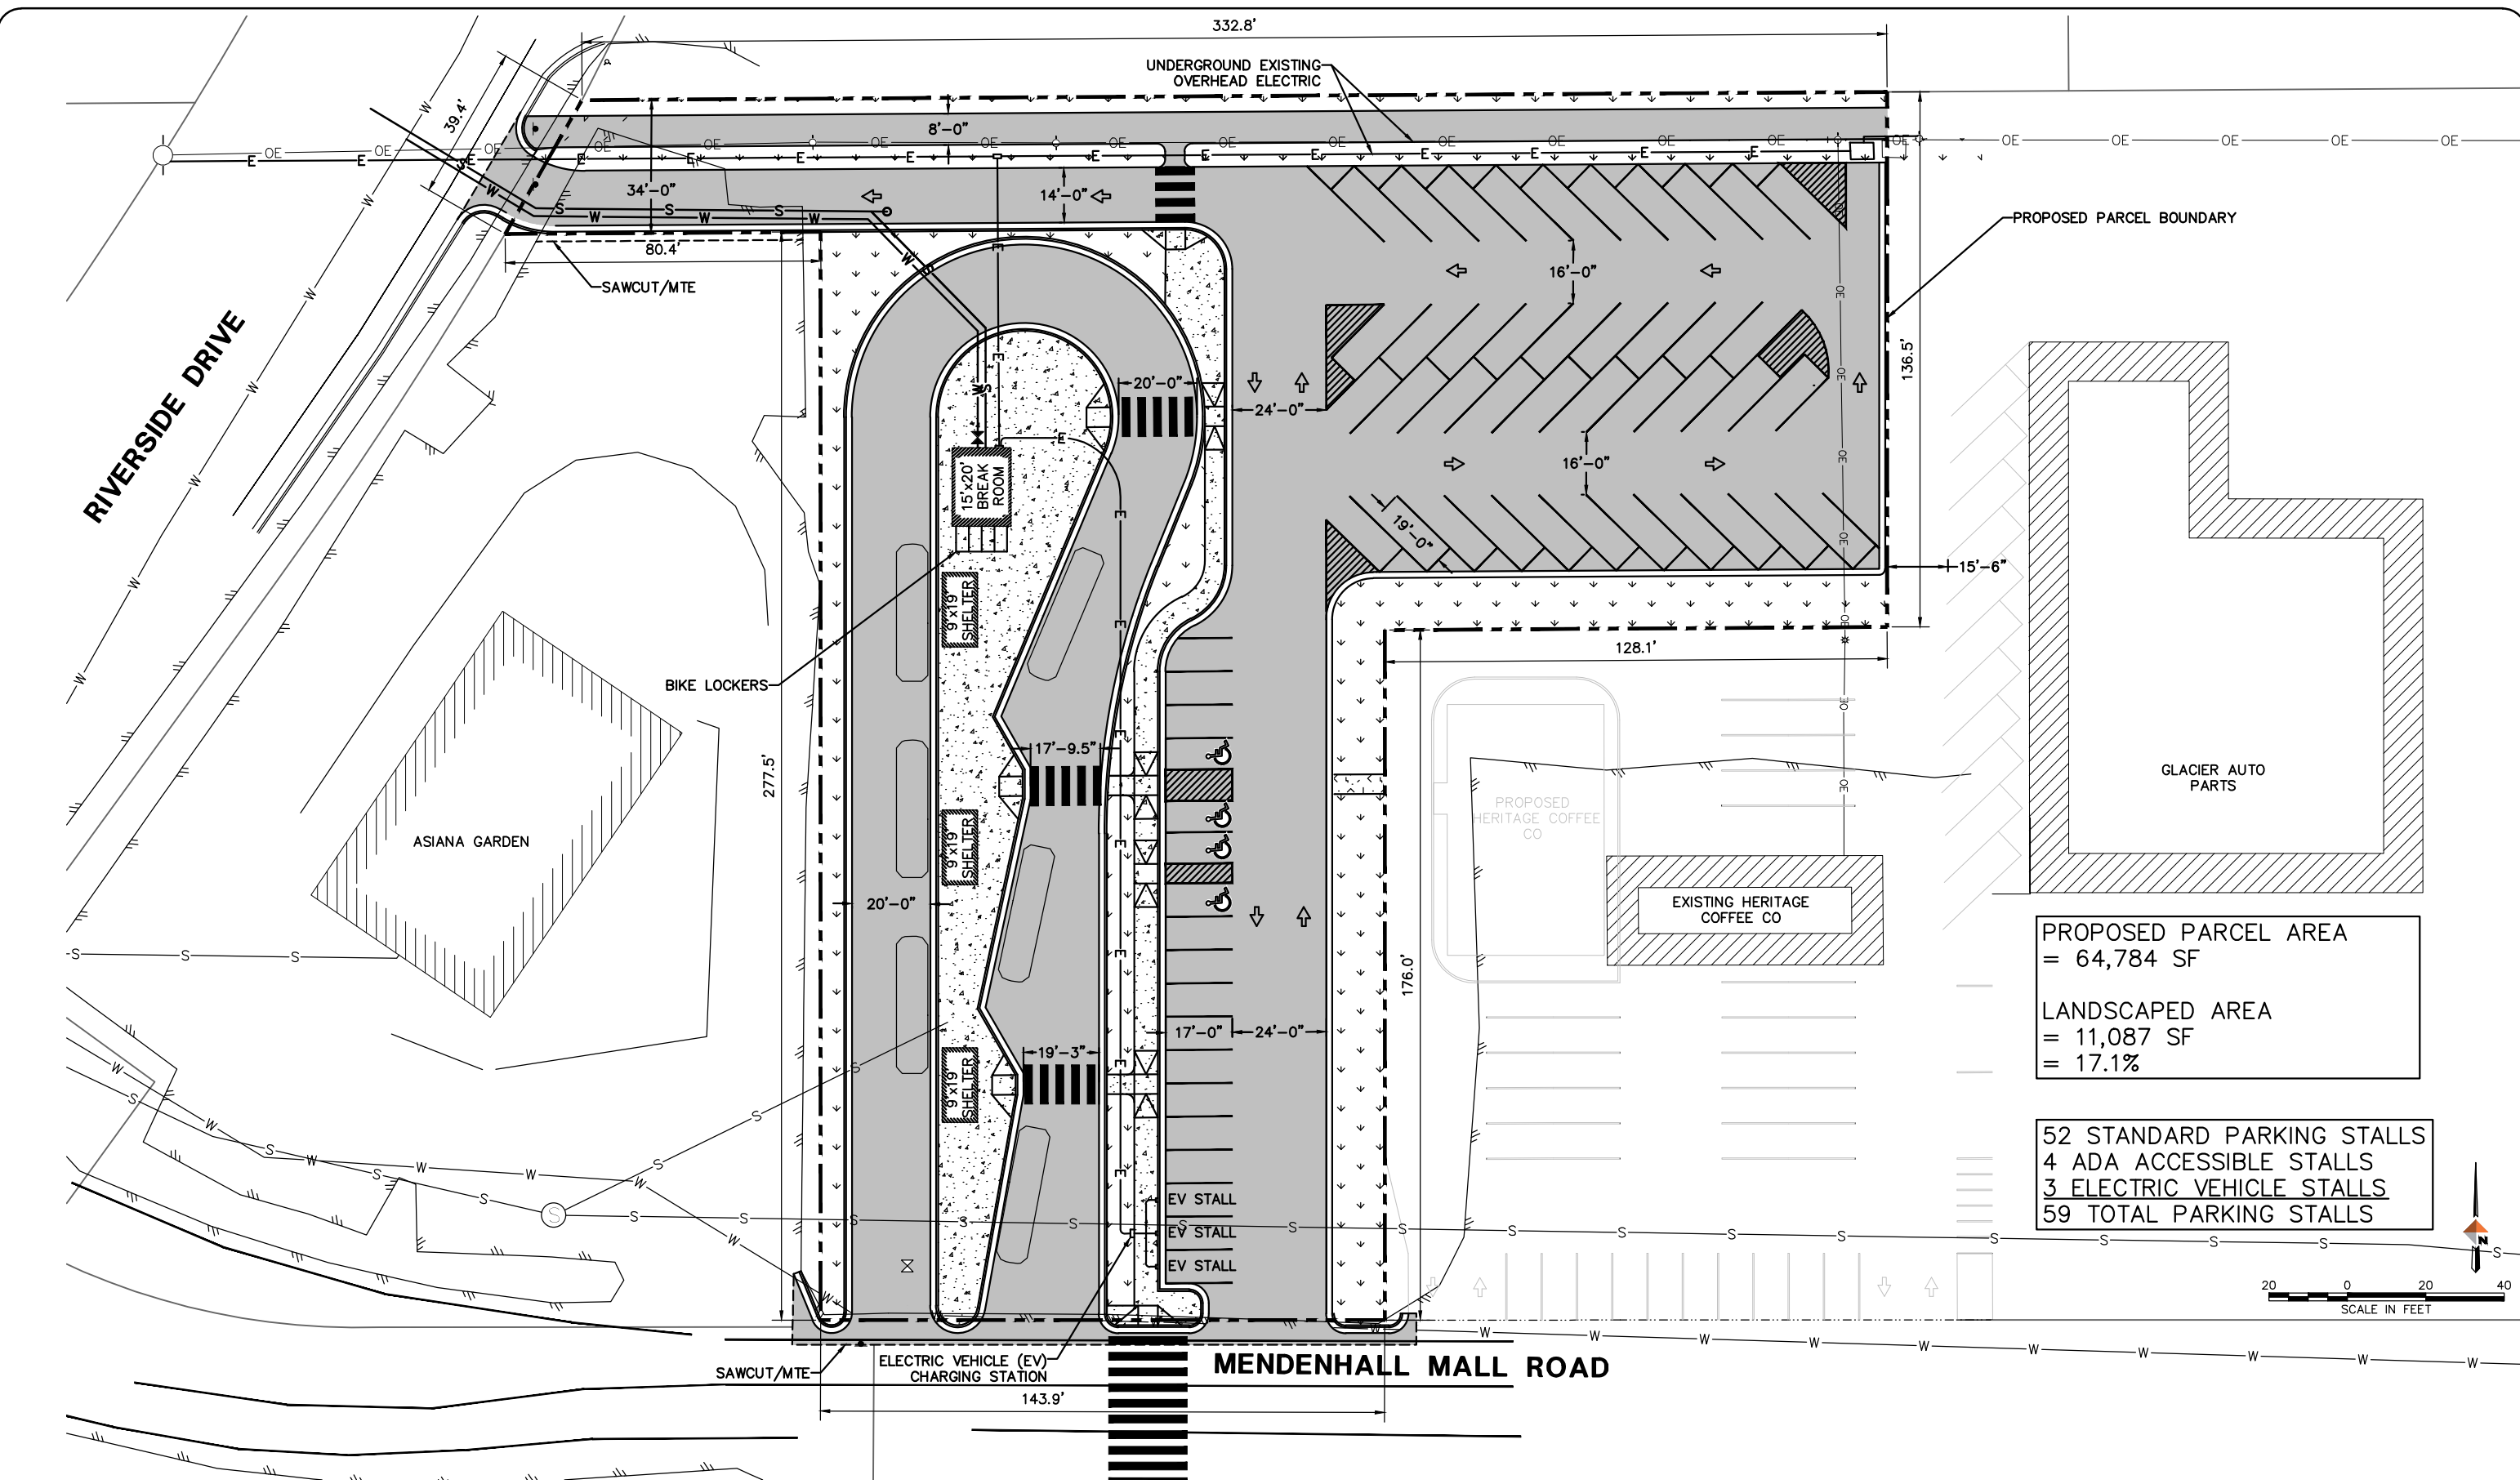 332.8'
UNDERGROUND EXISTING
OVERHEAD ELECTRIC
39.4'
8'-0"
34'-0"
14'-0"
80.4'
SAWCUT/MTE
PROPOSED PARCEL BOUNDARY
16'-0"
RIVERSIDE DRIVE
136.5'
20'-0"
24'-0"
16'-0"
15'x20'
BREAK
ROOM
19'-0"
15'-6"
9'x19'
SHELTER
128.1'
BIKE LOCKERS
17'-9.5"
277.5'
GLACIER AUTO
PARTS
PROPOSED
HERITAGE COFFEE
CO
ASIANA GARDEN
9'x19'
SHELTER
20'-0"
EXISTING HERITAGE
COFFEE CO
PROPOSED PARCEL AREA
= 64,784 SF
LANDSCAPED AREA
= 11,087 SF
= 17.1%
176.0'
17'-0"
24'-0"
19'-3"
9'x19'
SHELTER
52 STANDARD PARKING STALLS
4 ADA ACCESSIBLE STALLS
3 ELECTRIC VEHICLE STALLS
59 TOTAL PARKING STALLS
EV STALL
EV STALL
EV STALL
N
20 0 20 40
SCALE IN FEET
SAWCUT/MTE
ELECTRIC VEHICLE (EV)
CHARGING STATION
MENDENHALL MALL ROAD
143.9'